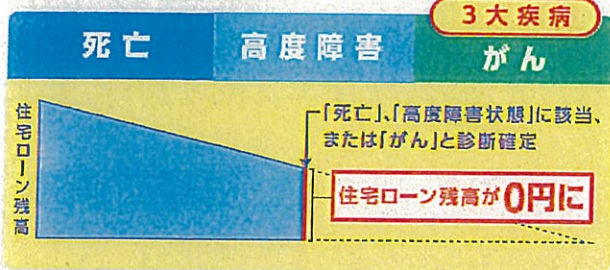 3大疾病
死亡
高度障害
がん
住宅ローン残高
「死亡」、「高度障害状態」に該当、
または「がん」と診断確定
住宅ローン残高が0円に